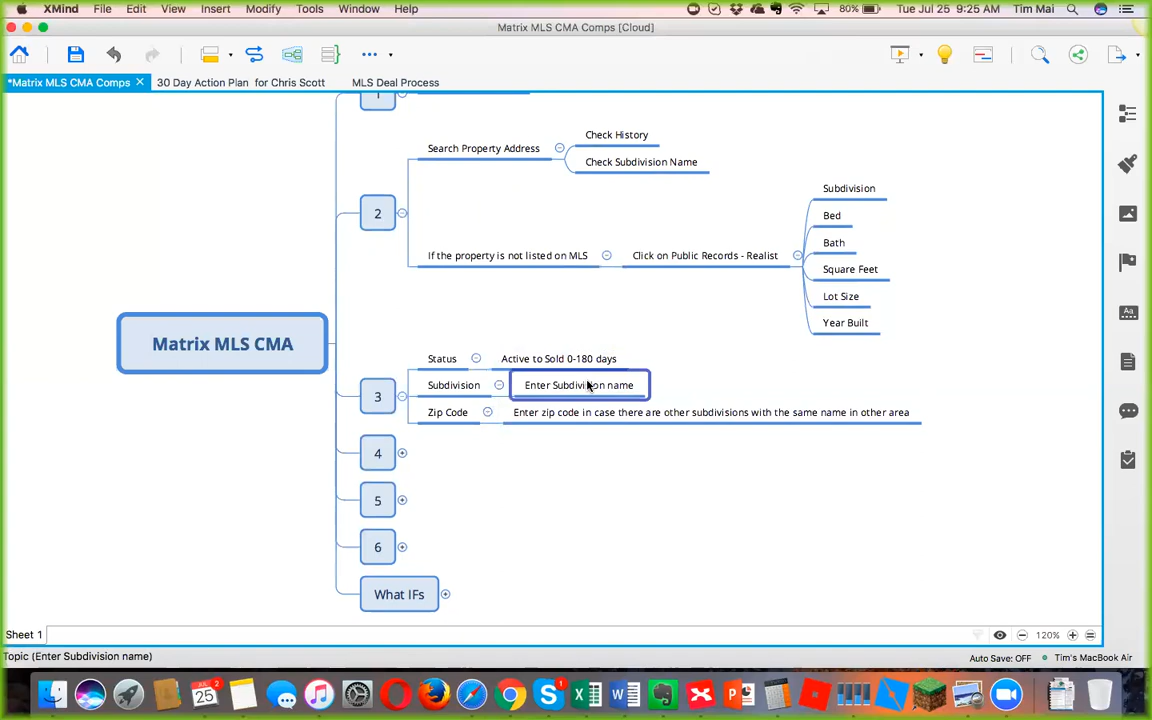 XMind File Edit View Insert Modify Tools Window Help 80% Tue Jul 25 9:25 AM Tim Mai
Matrix MLS CMA Comps [Cloud]
*Matrix MLS CMA Comps 30 Day Action Plan for Chris Scott MLS Deal Process
1
2
Search Property Address
Check History
Check Subdivision Name
If the property is not listed on MLS
Click on Public Records - Realist
Subdivision
Bed
Bath
Square Feet
Lot Size
Year Built
Matrix MLS CMA
3
Status
Active to Sold 0-180 days
Subdivision
Enter Subdivision name
Zip Code
Enter zip code in case there are other subdivisions with the same name in other area
4
5
6
What IFs
Sheet 1
120%
Topic (Enter Subdivision name)
Auto Save: OFF
Tim's MacBook Air
JUL
25
2
1
Aa